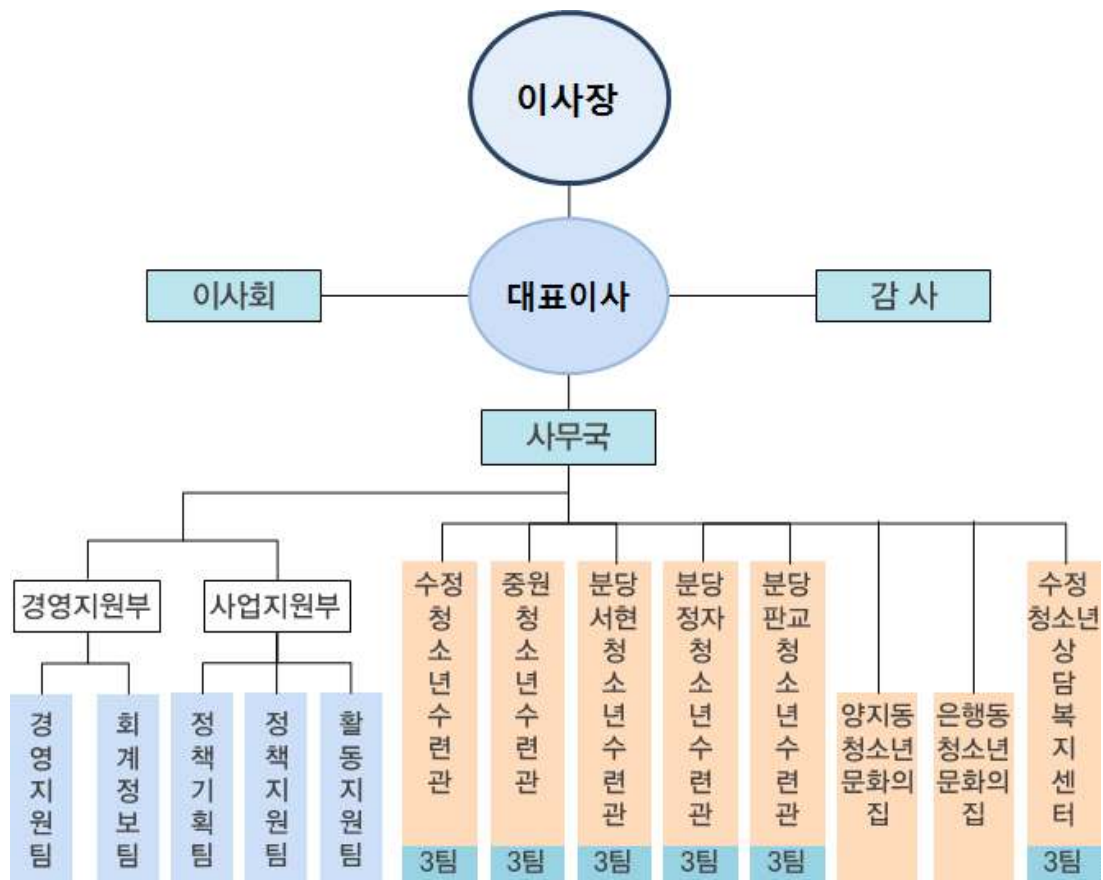 이사장
이사회
대표이사
감 사
사무국
경영지원부
사업지원부
경영지원팀
회계정보팀
정책기획팀
정책지원팀
활동지원팀
수정
청소년수련관
3팀
중원
청소년수련관
3팀
분당
서현
청소년수련관
3팀
분당
정자
청소년수련관
3팀
분당
판교
청소년수련관
3팀
양지동
청소년
문화의
집
은행동
청소년
문화의
집
수정
청소년
상담복지센터
3팀